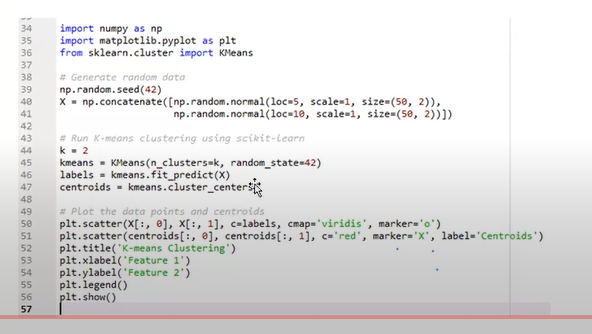 34 import numpy as np
35 import matplotlib.pyplot as plt
36 from sklearn.cluster import KMeans
37
38 # Generate random data
39 np.random.seed(42)
40 X = np.concatenate([np.random.normal(loc=5, scale=1, size=(50, 2)),
41 np.random.normal(loc=10, scale=1, size=(50, 2))])
42
43 # Run K-means clustering using scikit-learn
44 k = 2
45 kmeans = KMeans(n_clusters=k, random_state=42)
46 labels = kmeans.fit_predict(X)
47 centroids = kmeans.cluster_centers
48
49 # Plot the data points and centroids
50 plt.scatter(X[:, 0], X[:, 1], c=labels, cmap='viridis', marker='o')
51 plt.scatter(centroids[:, 0], centroids[:, 1], c='red', marker='X', label='Centroids')
52 plt.title('K-means Clustering')
53 plt.xlabel('Feature 1')
54 plt.ylabel('Feature 2')
55 plt.legend()
56 plt.show()
57